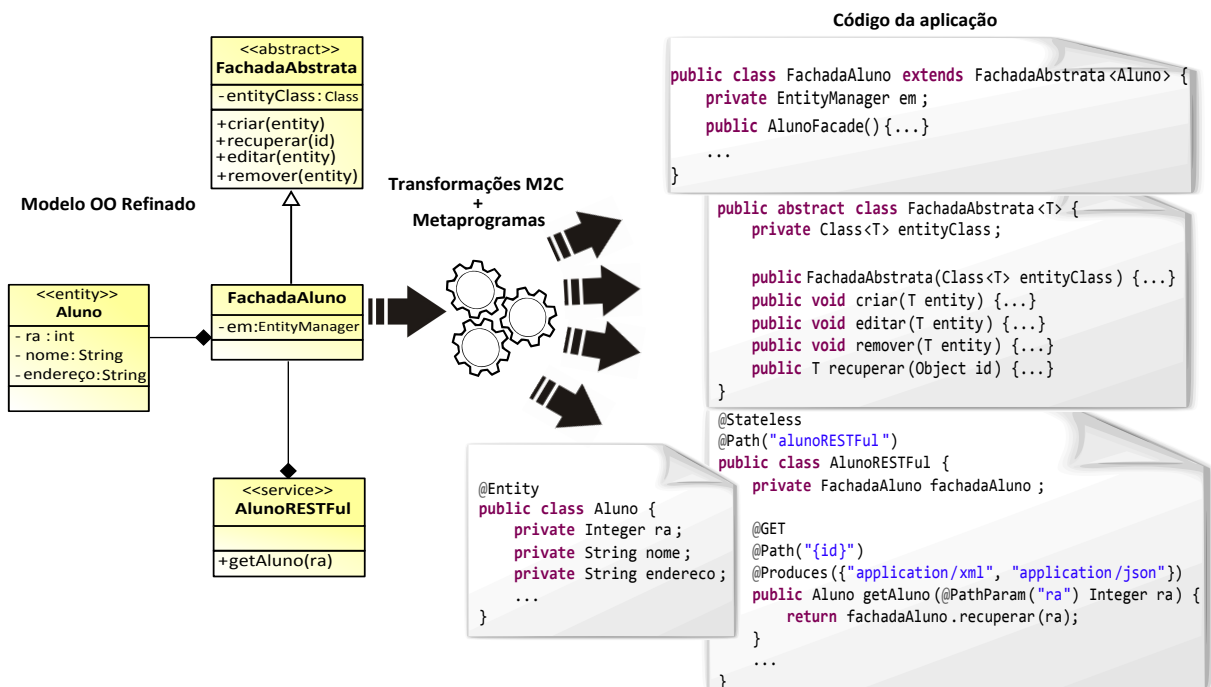 Código da aplicação
<<abstract>>
FachadaAbstrata
-entityClass: Class
+criar(entity)
+recuperar(id)
+editar(entity)
+remover(entity)
Modelo OO Refinado
Transformações M2C
+
Metaprogramas
<<entity>>
Aluno
- ra : int
- nome: String
-endereço:String
FachadaAluno
-em:EntityManager
<<service>>
AlunoRESTFul
+getAluno(ra)
public class FachadaAluno extends FachadaAbstrata<Aluno> {
private EntityManager em;
public AlunoFacade(){...}
...
}
public abstract class FachadaAbstrata<T> {
private Class<T> entityClass;
public FachadaAbstrata(Class<T> entityClass) {...}
public void criar(T entity) {...}
public void editar(T entity) {...}
public void remover(T entity) {...}
public T recuperar(Object id) {...}
}
@Entity
public class Aluno {
private Integer ra;
private String nome;
private String endereco;
...
}
@Stateless
@Path("alunoRESTFul")
public class AlunoRESTFul {
private FachadaAluno fachadaAluno;
@GET
@Path("{id}")
@Produces({"application/xml", "application/json"})
public Aluno getAluno(@PathParam("ra") Integer ra) {
return fachadaAluno.recuperar(ra);
}
...
}